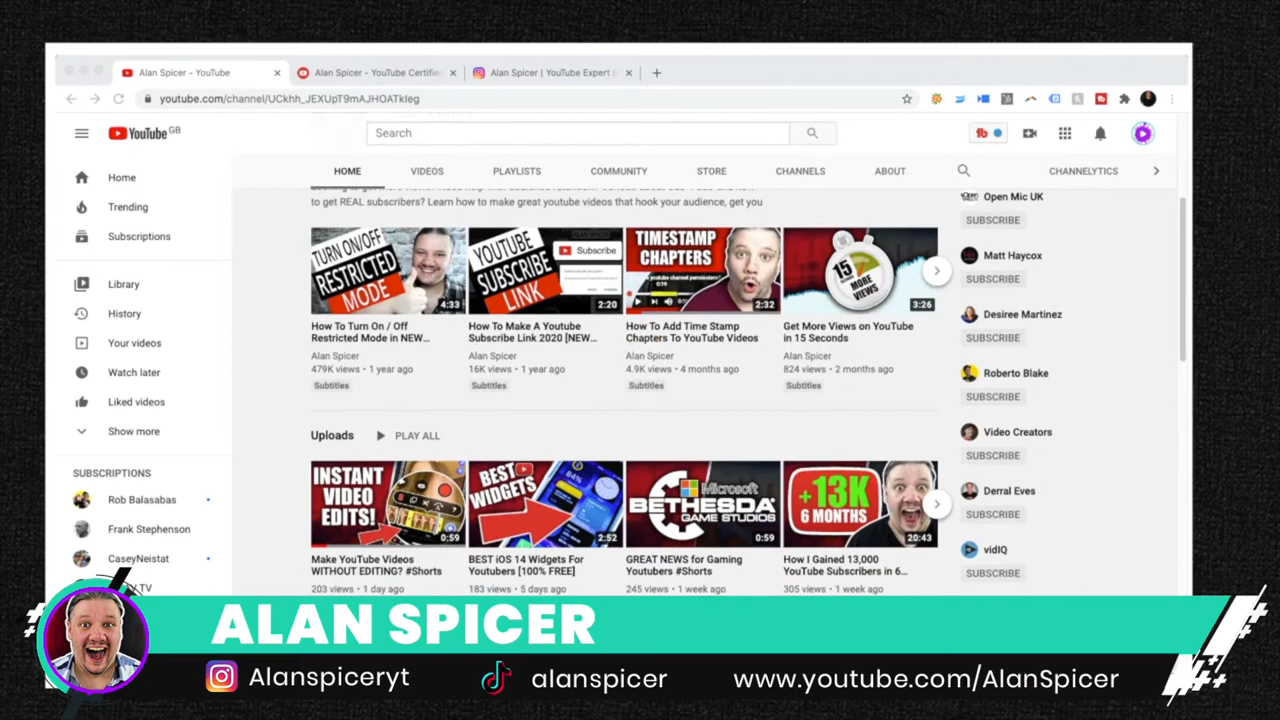 Alan Spicer - YouTube
Alan Spicer - YouTube Certifie
Alan Spicer | YouTube Expert
youtube.com/channel/UCkhh_JEXUpT9mAJHOATkIeg
YouTube GB
Search
tb
HOME
VIDEOS
PLAYLISTS
COMMUNITY
STORE
CHANNELS
ABOUT
CHANNELYTICS
Home
Trending
Subscriptions
Library
History
Your videos
Watch later
Liked videos
Show more
SUBSCRIPTIONS
Rob Balasabas
Frank Stephenson
CaseyNeistat
TV
to get REAL subscribers? Learn how to make great youtube videos that hook your audience, get you
TURN ON/OFF
RESTRICTED
MODE
4:33
YOUTUBE
SUBSCRIBE
LINK
Subscribe
2:20
TIMESTAMP
CHAPTERS
youtube channel permissions?
0:19
2:32
15
MORE
VIEWS
3:26
How To Turn On / Off
Restricted Mode in NEW...
Alan Spicer
479K views • 1 year ago
Subtitles
How To Make A Youtube
Subscribe Link 2020 [NEW...
Alan Spicer
16K views • 1 year ago
Subtitles
How To Add Time Stamp
Chapters To YouTube Videos
Alan Spicer
4.9K views • 4 months ago
Subtitles
Get More Views on YouTube
in 15 Seconds
Alan Spicer
824 views • 2 months ago
Subtitles
Uploads
PLAY ALL
INSTANT
VIDEO
EDITS!
0:59
BEST
WIDGETS
84%
2:52
Microsoft
BETHESDA
GAME STUDIOS
0:59
+13K
6 MONTHS
20:43
Make YouTube Videos
WITHOUT EDITING? #Shorts
203 views • 1 day ago
BEST iOS 14 Widgets For
Youtubers [100% FREE]
183 views • 5 days ago
GREAT NEWS for Gaming
Youtubers #Shorts
245 views • 1 week ago
How I Gained 13,000
YouTube Subscribers in 6...
305 views • 1 week ago
Open Mic UK
SUBSCRIBE
Matt Haycox
SUBSCRIBE
Desiree Martinez
SUBSCRIBE
Roberto Blake
SUBSCRIBE
Video Creators
SUBSCRIBE
Derral Eves
SUBSCRIBE
vidIQ
SUBSCRIBE
ALAN SPICER
Alanspiceryt
alanspicer
www.youtube.com/AlanSpicer